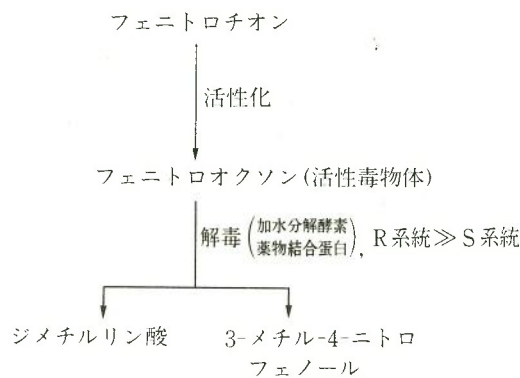 フェニトロチオン
活性化
フェニトロオクソン(活性毒物体)
解毒(加水分解酵素
薬物結合蛋白), R系統≫S系統
ジメチルリン酸
3-メチル-4-ニトロ
フェノール